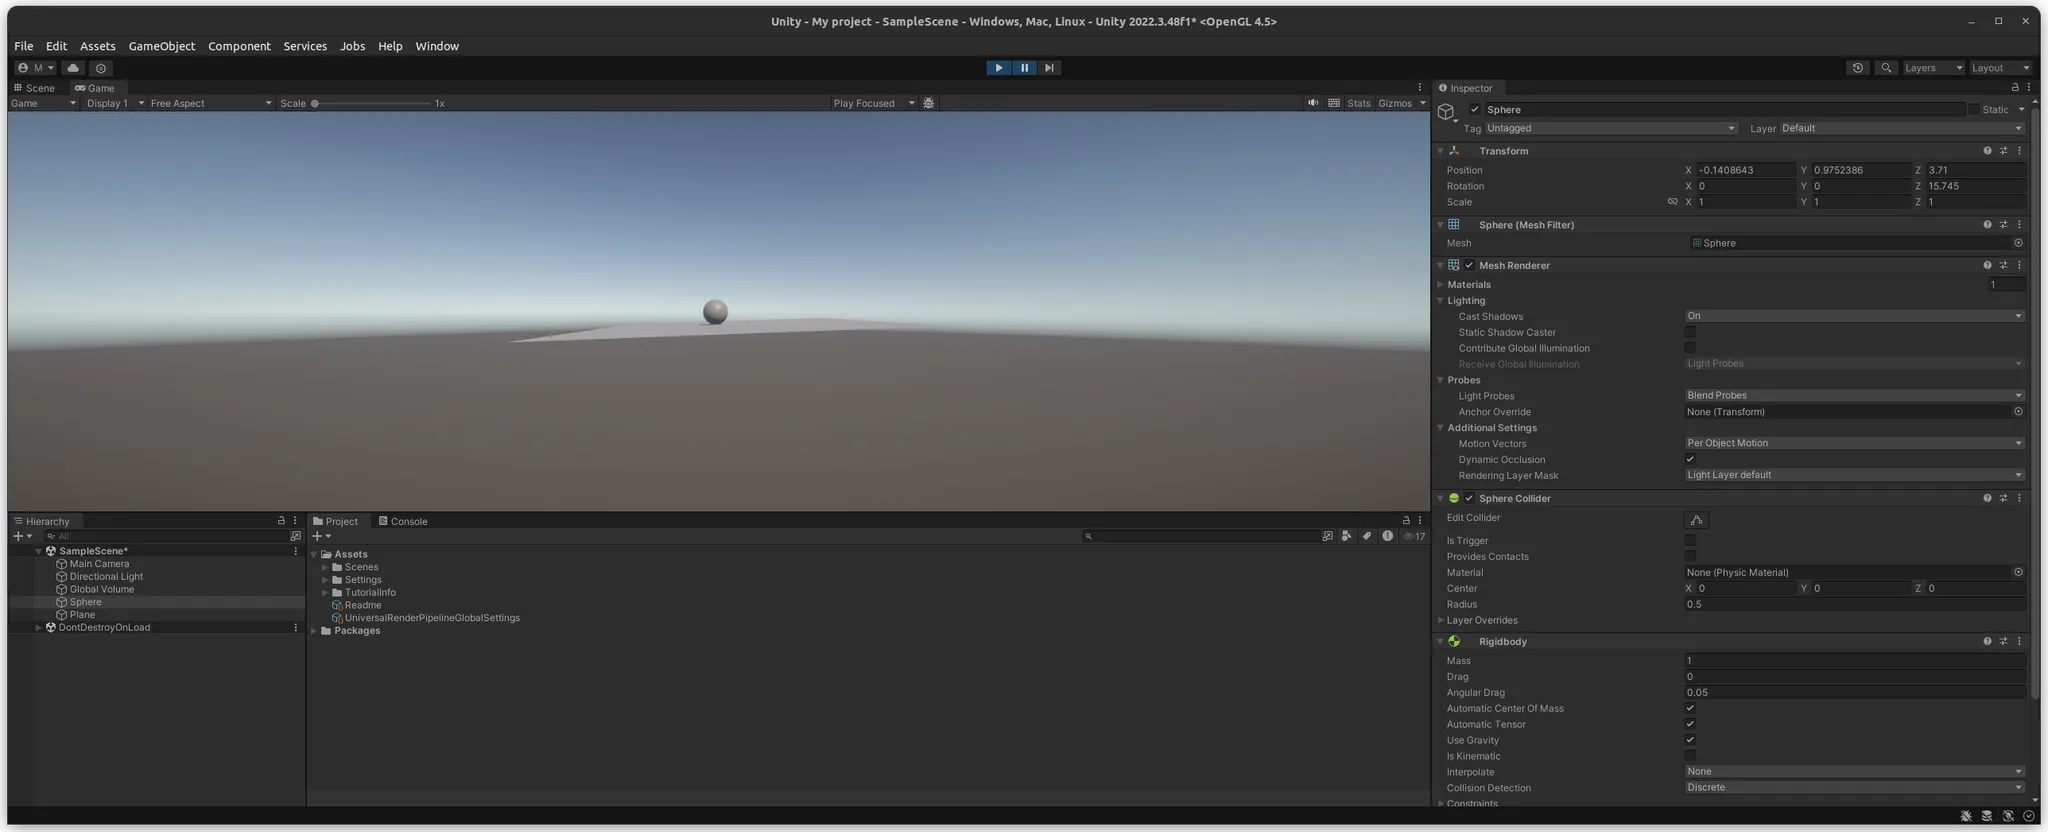 Unity - My project - SampleScene - Windows, Mac, Linux - Unity 2022.3.48f1* <OpenGL 4.5>
File Edit Assets GameObject Component Services Jobs Help Window
M
Layers Layout
Scene Game
Game Display 1 Free Aspect Scale 1x Play Focused Stats Gizmos
Inspector
Sphere Static
Tag Untagged Layer Default
Transform
Position X -0.1408643 Y 0.9752386 Z 3.71
Rotation X 0 Y 0 Z 15.745
Scale X 1 Y 1 Z 1
Sphere (Mesh Filter)
Mesh Sphere
Mesh Renderer
Materials 1
Lighting
Cast Shadows On
Static Shadow Caster
Contribute Global Illumination
Receive Global Illumination Light Probes
Probes
Light Probes Blend Probes
Anchor Override None (Transform)
Additional Settings
Motion Vectors Per Object Motion
Dynamic Occlusion
Rendering Layer Mask Light Layer default
Sphere Collider
Edit Collider
Is Trigger
Provides Contacts
Material None (Physic Material)
Center X 0 Y 0 Z 0
Radius 0.5
Layer Overrides
Rigidbody
Mass 1
Drag 0
Angular Drag 0.05
Automatic Center Of Mass
Automatic Tensor
Use Gravity
Is Kinematic
Interpolate None
Collision Detection Discrete
Constraints
Hierarchy
All
SampleScene*
Main Camera
Directional Light
Global Volume
Sphere
Plane
DontDestroyOnLoad
Project Console
17
Assets
Scenes
Settings
TutorialInfo
Readme
UniversalRenderPipelineGlobalSettings
Packages